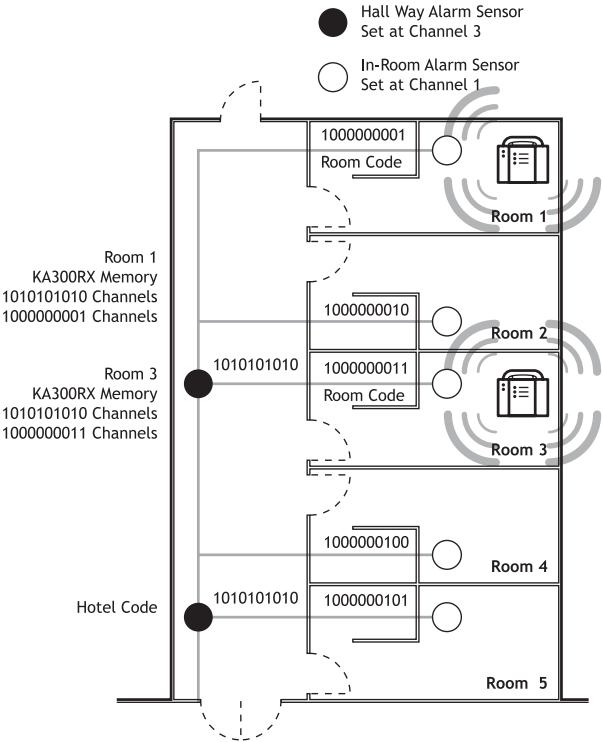 Hall Way Alarm Sensor
Set at Channel 3
In-Room Alarm Sensor
Set at Channel 1
1000000001
Room Code
Room 1
Room 1
KA300RX Memory
1010101010 Channels
1000000001 Channels
1000000010
Room 2
Room 3
KA300RX Memory
1010101010 Channels
1000000011 Channels
1010101010
1000000011
Room Code
Room 3
1000000100
Room 4
Hotel Code
1010101010
1000000101
Room 5